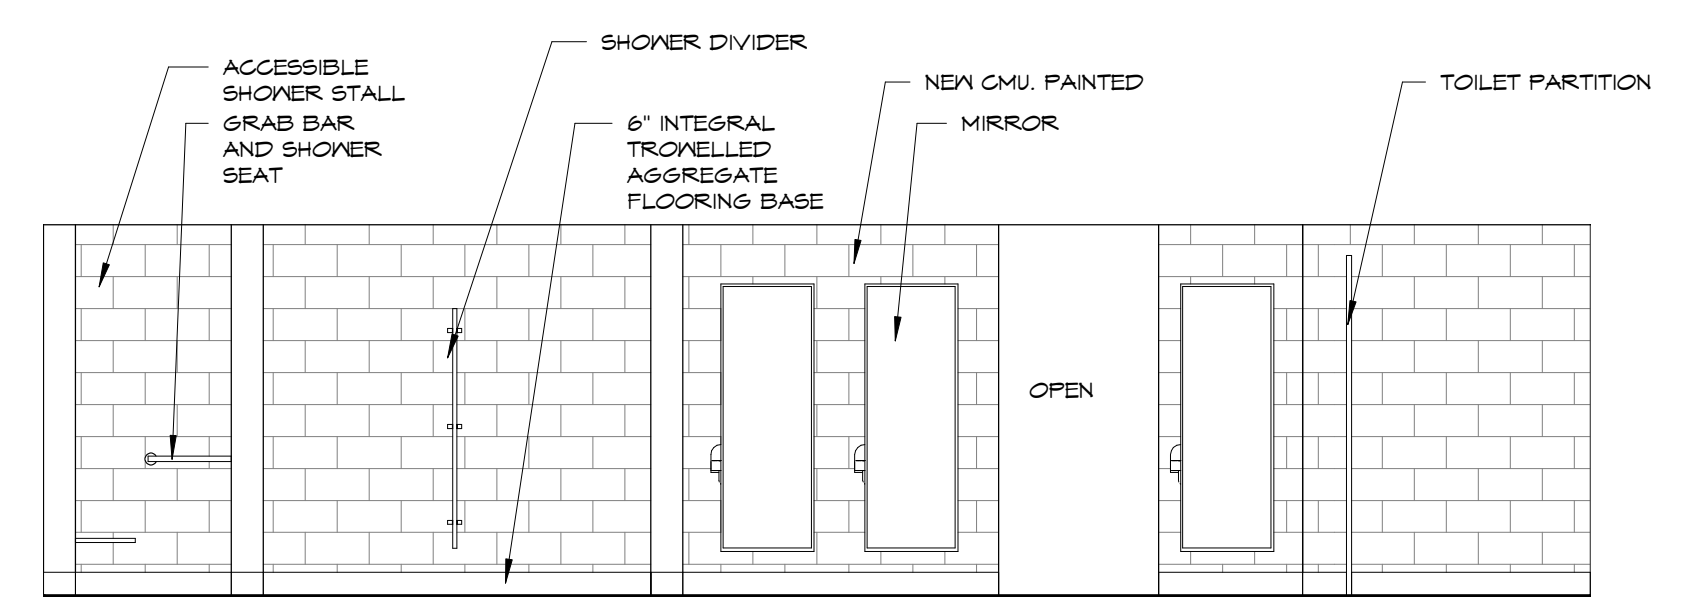 SHOWER DIVIDER
ACCESSIBLE
SHOWER STALL
GRAB BAR
AND SHOWER
SEAT
6" INTEGRAL
TROWELLED
AGGREGATE
FLOORING BASE
NEW CMU. PAINTED
MIRROR
TOILET PARTITION
OPEN